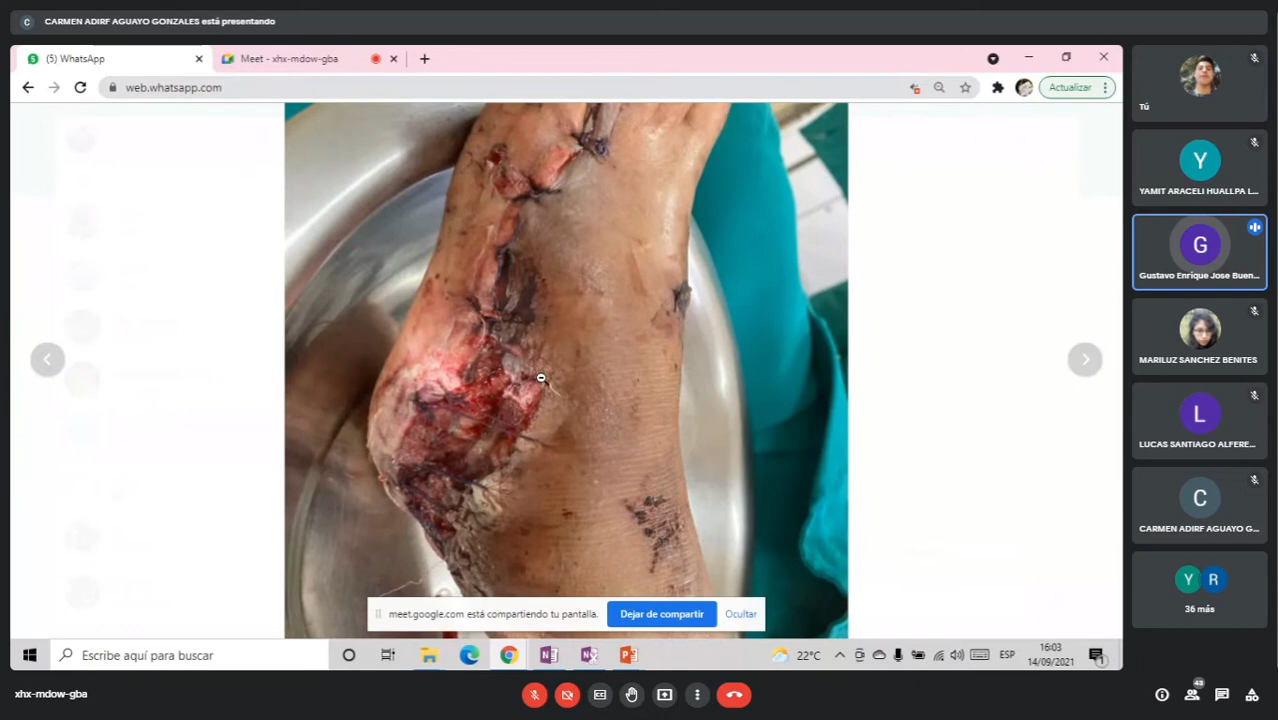 C
CARMEN ADIRF AGUAYO GONZALES está presentando
(5) WhatsApp
Meet - xhx-mdow-gba
web.whatsapp.com
Actualizar
Tú
Y
YAMIT ARACELI HUALLPA L...
G
Gustavo Enrique Jose Buen...
MARILUZ SANCHEZ BENITES
L
LUCAS SANTIAGO ALFERE...
C
CARMEN ADIRF AGUAYO G...
Y R
36 más
meet.google.com está compartiendo tu pantalla.
Dejar de compartir
Ocultar
Escribe aquí para buscar
22°C
ESP
16:03
14/09/2021
1
xhx-mdow-gba
43